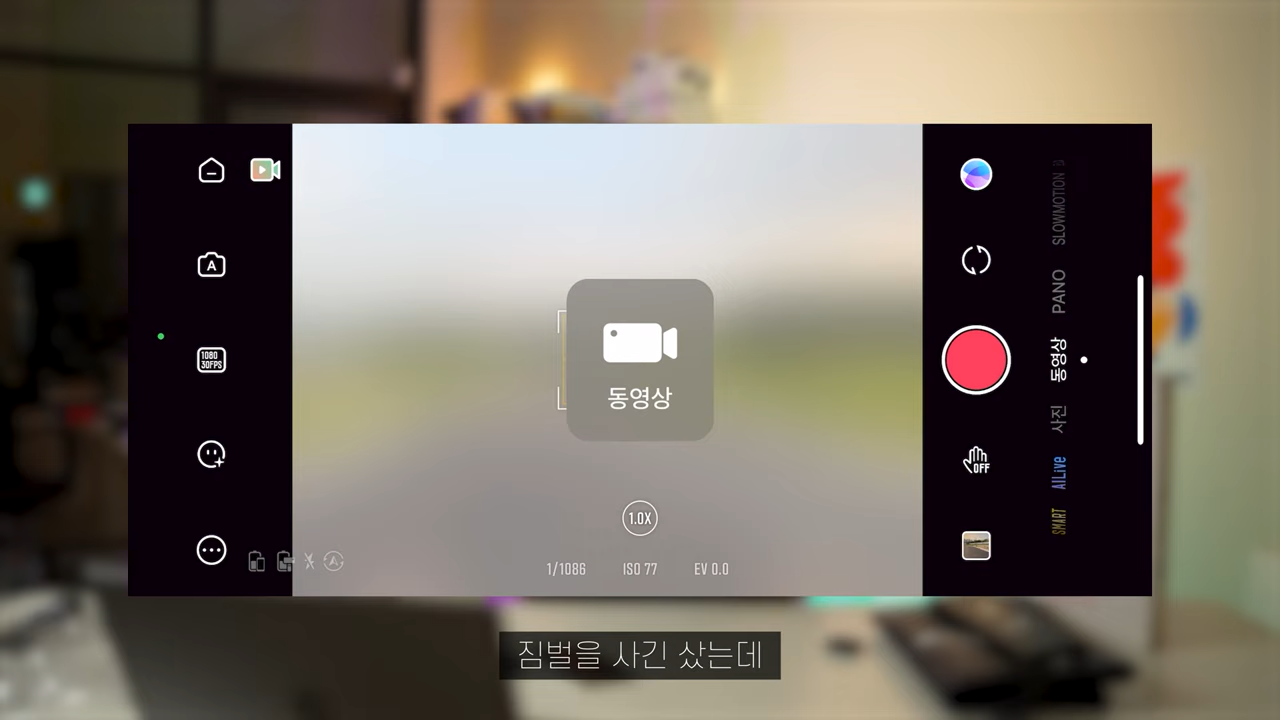 A
1080
30FPS
동영상
1.0X
1/1086
ISO 77
EV 0.0
OFF
SLOWMOTION
PANO
동영상
사진
AILive
SMART
짐벌을 사긴 샀는데